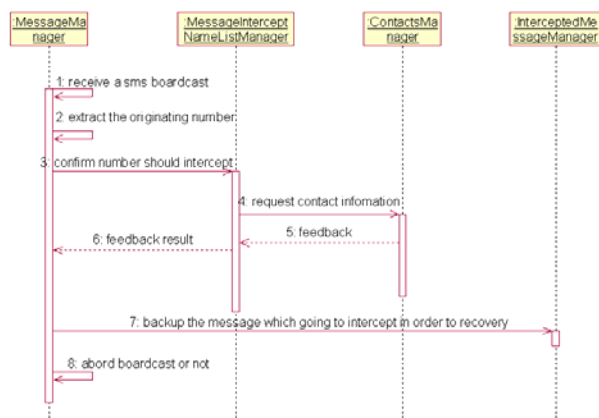 :MessageMa
nager
:MessageIntercept
NameListManager
:ContactsMa
nager
:InterceptedMe
ssageManager
1: receive a sms boardcast
2: extract the originating number
3: confirm number should intercept
4: request contact infomation
5: feedback
6: feedback result
7: backup the message which going to intercept in order to recovery
8: abord boardcast or not